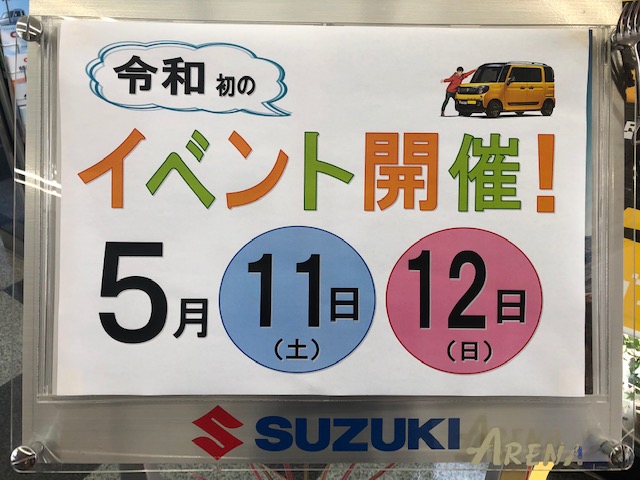 令和 初の
イベント開催!
5月 11日 (土) 12日 (日)
SUZUKI ARENA